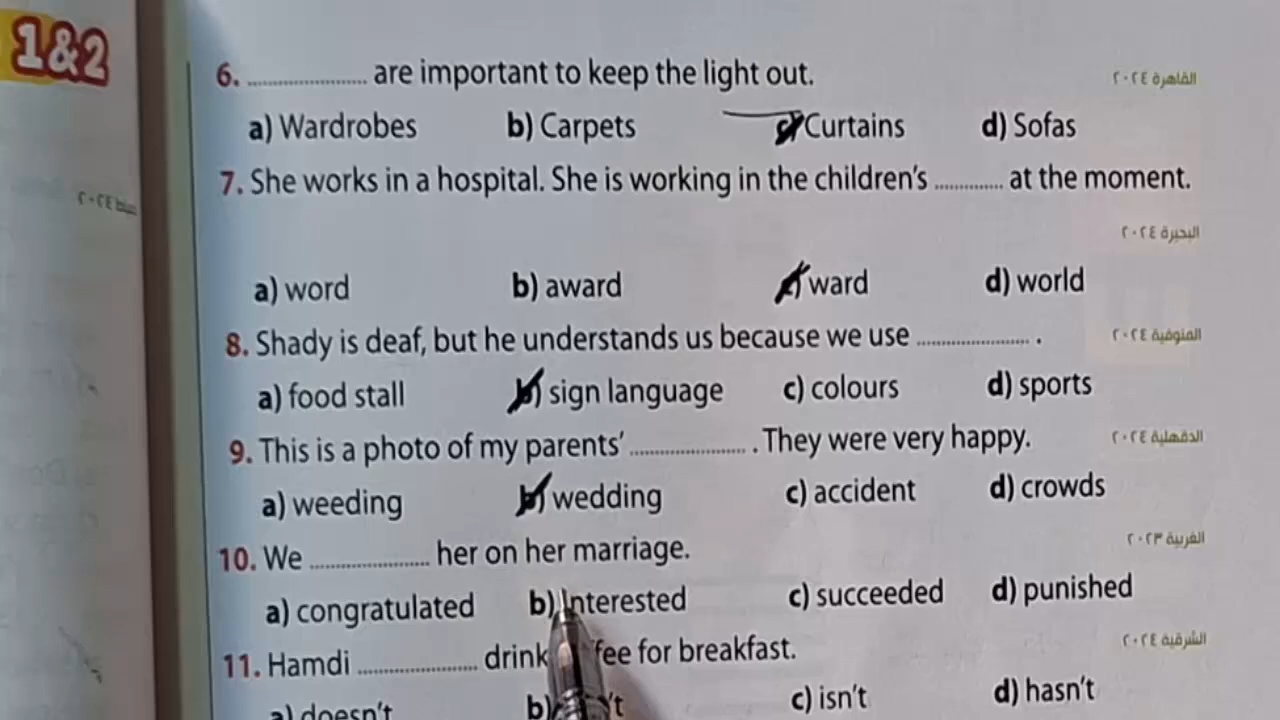 1&2
6. .................... are important to keep the light out. القاهرة ٢٠٢٤
a) Wardrobes b) Carpets c) Curtains d) Sofas
7. She works in a hospital. She is working in the children's ............ at the moment.
البحيرة ٢٠٢٤
a) word b) award c) ward d) world
8. Shady is deaf, but he understands us because we use .................... . المنوفية ٢٠٢٤
a) food stall b) sign language c) colours d) sports
9. This is a photo of my parents' .................... . They were very happy. الدقهلية ٢٠٢٤
a) weeding b) wedding c) accident d) crowds
10. We .................... her on her marriage. الغربية ٢٠٢٣
a) congratulated b) interested c) succeeded d) punished
11. Hamdi .................... drink for breakfast. الشرقية ٢٠٢٤
a) doesn't b) c) isn't d) hasn't